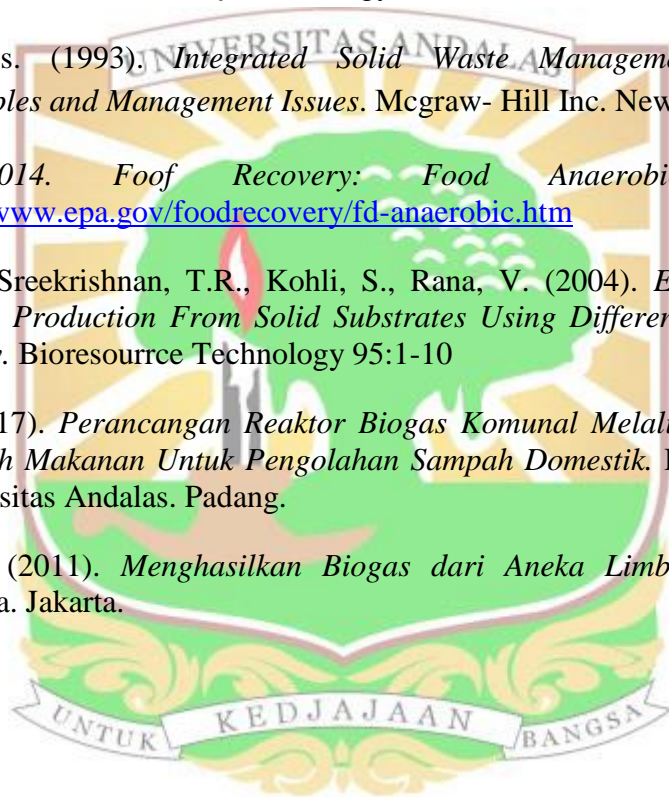 UNIVERSITAS ANDALAS
s. (1993). Integrated Solid Waste Manageme
ples and Management Issues. Mcgraw- Hill Inc. New
014. Foof Recovery: Food Anaerobi
www.epa.gov/foodrecovery/fd-anaerobic.htm
Sreekrishnan, T.R., Kohli, S., Rana, V. (2004). E
Production From Solid Substrates Using Differen
Bioresourrce Technology 95:1-10
17). Perancangan Reaktor Biogas Komunal Melal
h Makanan Untuk Pengolahan Sampah Domestik.
sitas Andalas. Padang.
(2011). Menghasilkan Biogas dari Aneka Limb
a. Jakarta.
UNTUK KEDJAJAAN BANGSA